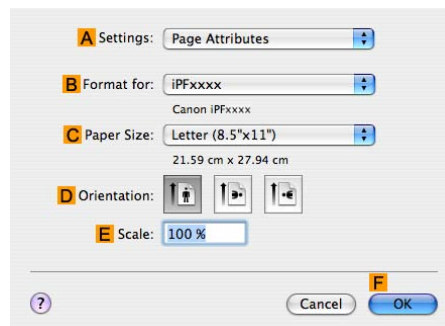 A Settings: Page Attributes
B Format for: iPFxxxx
Canon iPFxxxx
C Paper Size: Letter (8.5"x11")
21.59 cm x 27.94 cm
D Orientation:
E Scale: 100 %
F
? Cancel OK